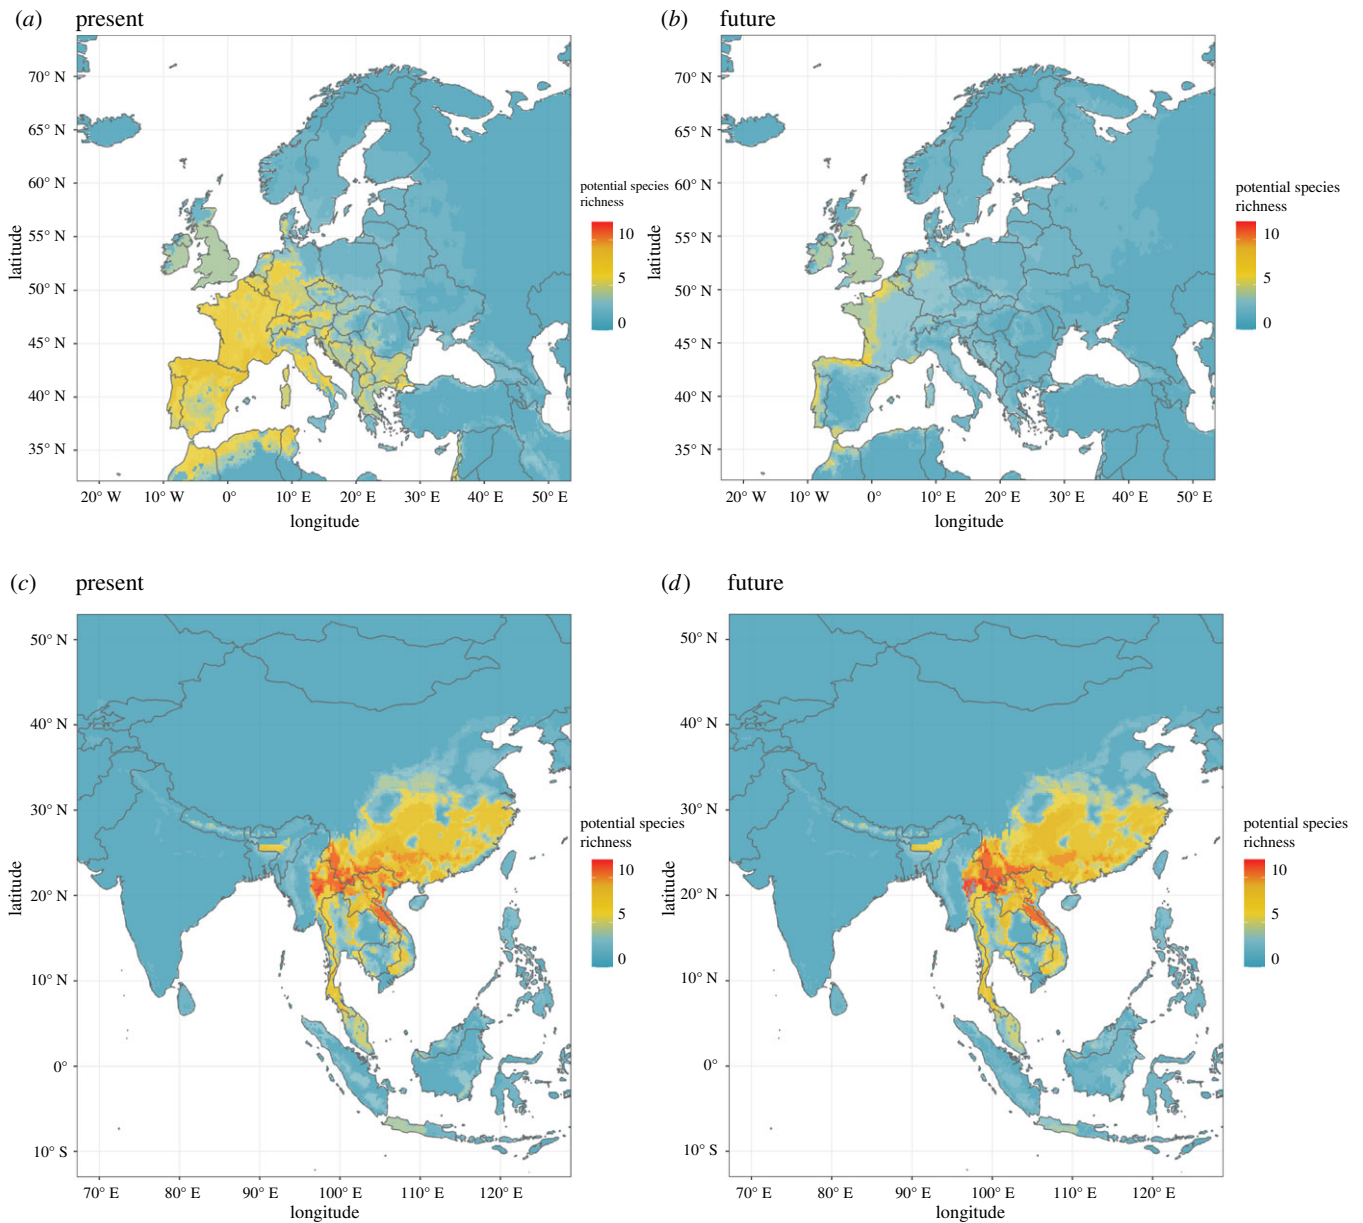 (a) present
70° N
65° N
60° N
55° N
50° N
45° N
40° N
35° N
latitude
20° W 10° W 0° 10° E 20° E 30° E 40° E 50° E
longitude
potential species
richness
10
5
0
(b) future
70° N
65° N
60° N
55° N
50° N
45° N
40° N
35° N
latitude
20° W 10° W 0° 10° E 20° E 30° E 40° E 50° E
longitude
potential species
richness
10
5
0
(c) present
50° N
40° N
30° N
20° N
10° N
0°
10° S
latitude
70° E 80° E 90° E 100° E 110° E 120° E
longitude
potential species
richness
10
5
0
(d) future
50° N
40° N
30° N
20° N
10° N
0°
10° S
latitude
70° E 80° E 90° E 100° E 110° E 120° E
longitude
potential species
richness
10
5
0